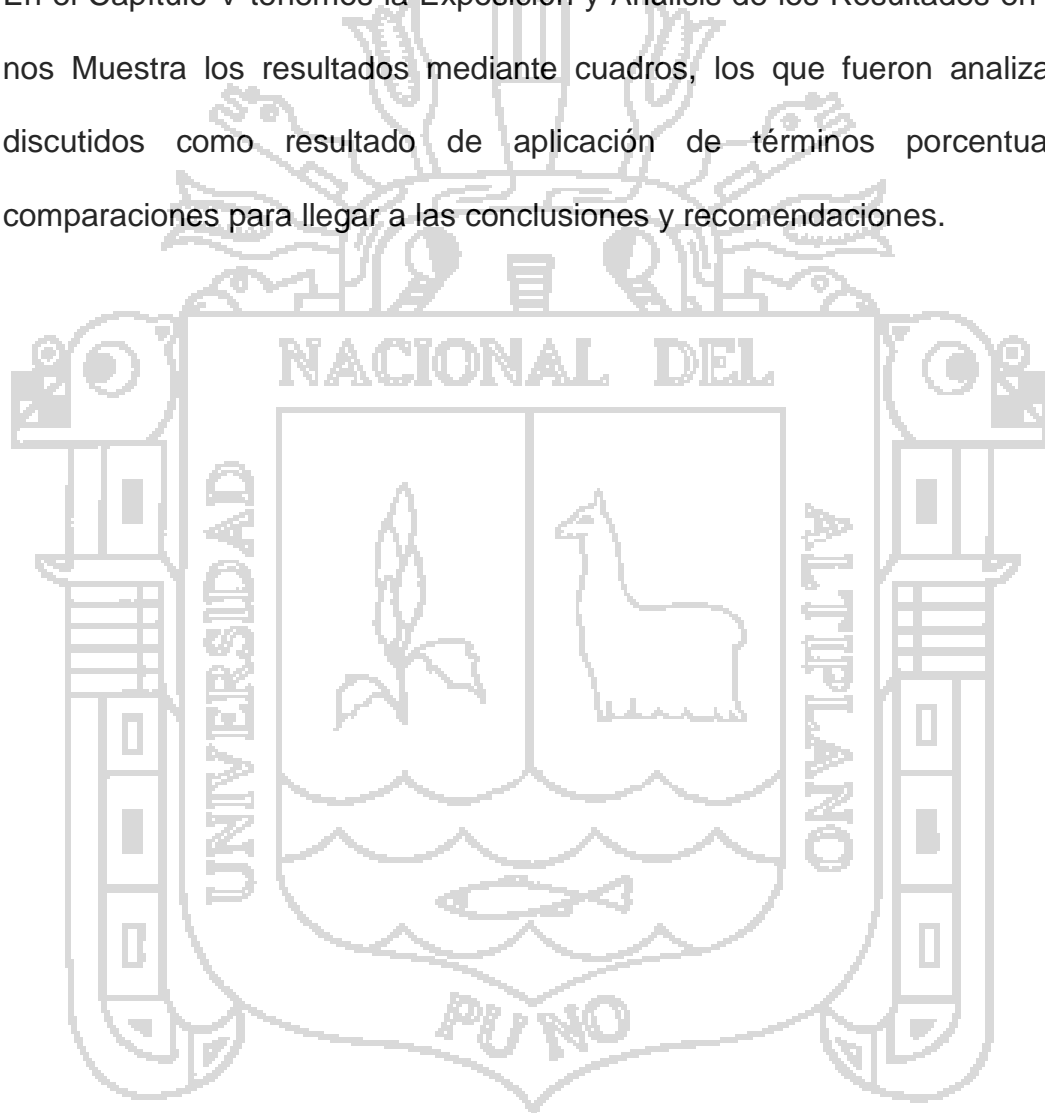 En el Capítulo V tenemos la Exposición y Análisis de los Resultados en
nos Muestra los resultados mediante cuadros, los que fueron analiza
discutidos como resultado de aplicación de términos porcentua
comparaciones para llegar a las conclusiones y recomendaciones.
NACIONAL DEL
UNIVERSIDAD
ALTIPLANO
PUNO